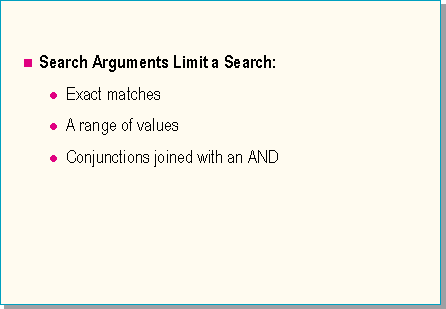 Search Arguments Limit a Search:
Exact matches
A range of values
Conjunctions joined with an AND